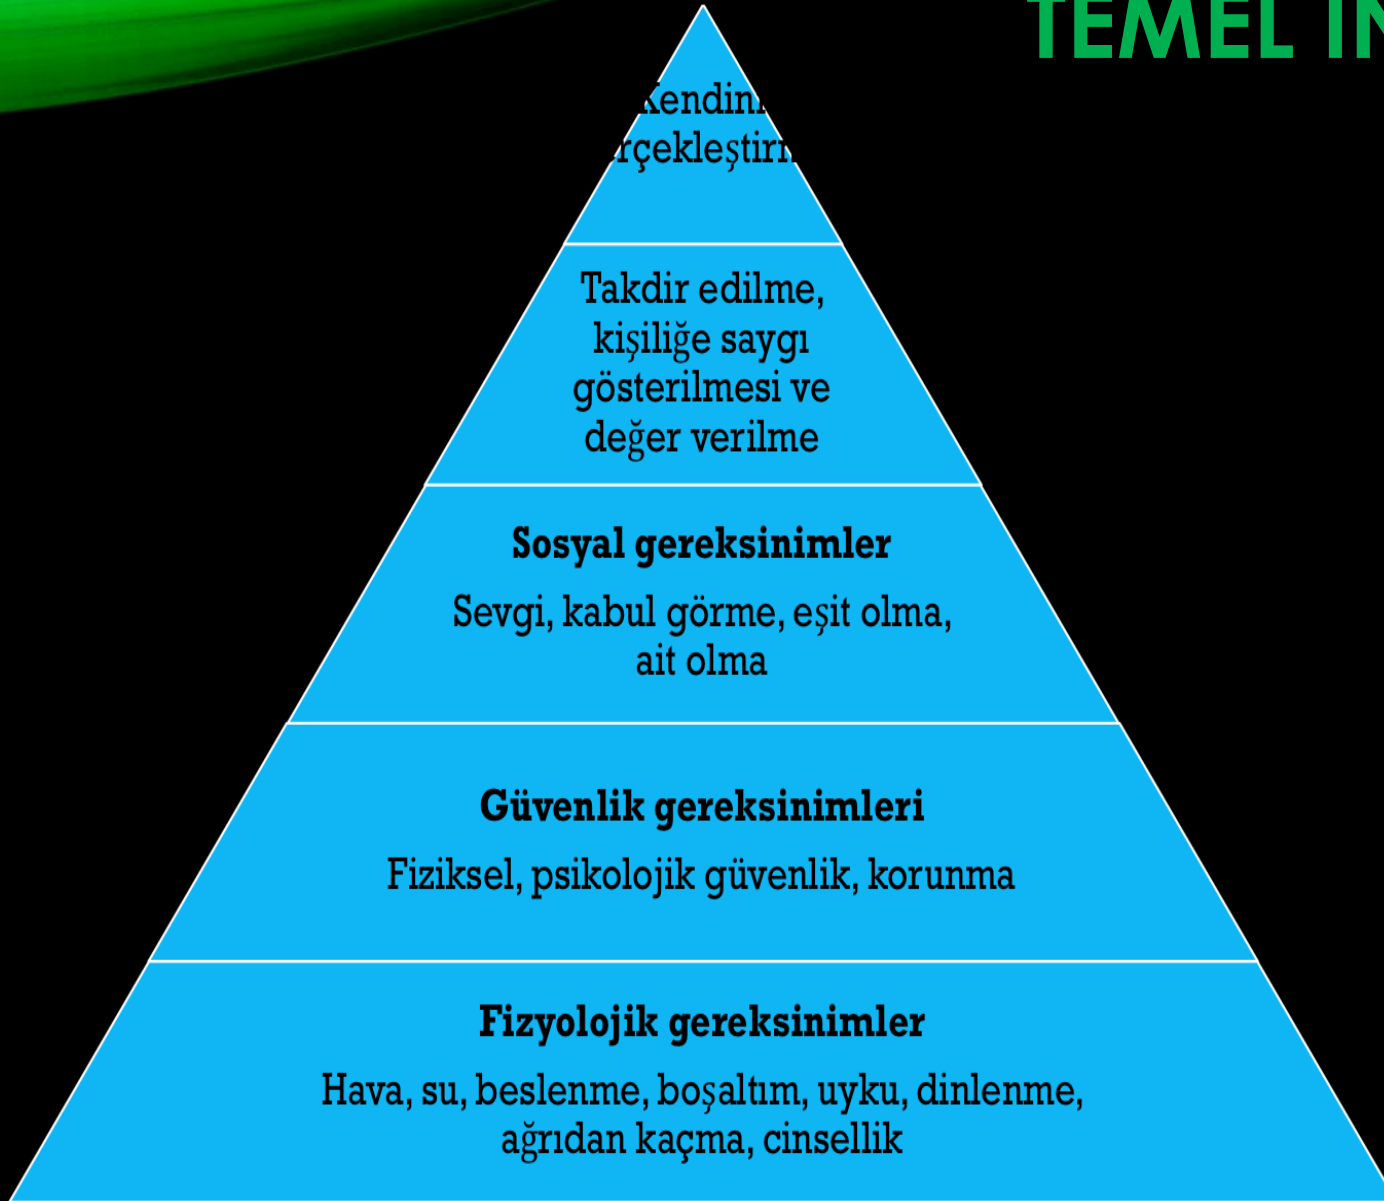 TEMEL
Kendini
Takdir edilme,
kişiliğe saygı
gösterilmesi ve
değer verilme
Sosyal gereksinimler
Sevgi, kabul görme, eşit olma,
ait olma
Güvenlik gereksinimleri
Fiziksel, psikolojik güvenlik, korunma
Fizyolojik gereksinimler
Hava, su, beslenme, boşaltım, uyku, dinlenme,
ağrıdan kaçma, cinsellik